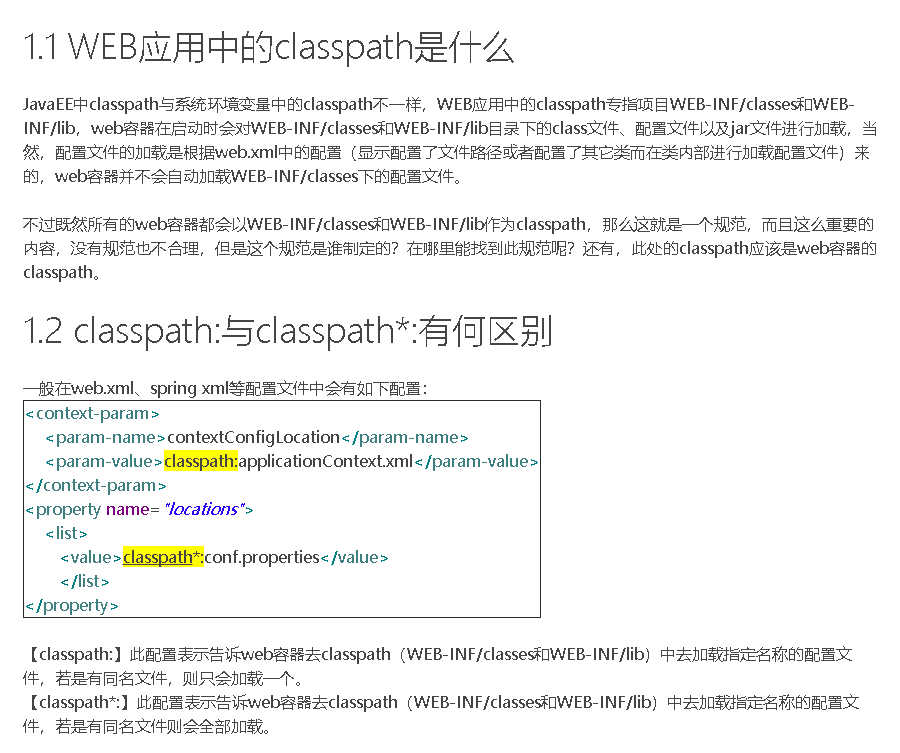 1.1 WEB应用中的classpath是什么
JavaEE中classpath与系统环境变量中的classpath不一样，WEB应用中的classpath专指项目WEB-INF/classes和WEB-
INF/lib，web容器在启动时会对WEB-INF/classes和WEB-INF/lib目录下的class文件、配置文件以及jar文件进行加载，当
然，配置文件的加载是根据web.xml中的配置（显示配置了文件路径或者配置了其它类而在类内部进行加载配置文件）来
的，web容器并不会自动加载WEB-INF/classes下的配置文件。
不过既然所有的web容器都会以WEB-INF/classes和WEB-INF/lib作为classpath，那么这就是一个规范，而且这么重要的
内容，没有规范也不合理，但是这个规范是谁制定的？在哪里能找到此规范呢？还有，此处的classpath应该是web容器的
classpath。
1.2 classpath:与classpath*:有何区别
一般在web.xml、spring xml等配置文件中会有如下配置：
<context-param>
<param-name>contextConfigLocation</param-name>
<param-value>classpath:applicationContext.xml</param-value>
</context-param>
<property name="locations">
<list>
<value>classpath*:conf.properties</value>
</list>
</property>
【classpath:】此配置表示告诉web容器去classpath（WEB-INF/classes和WEB-INF/lib）中去加载指定名称的配置文
件，若是有同名文件，则只会加载一个。
【classpath*:】此配置表示告诉web容器去classpath（WEB-INF/classes和WEB-INF/lib）中去加载指定名称的配置文
件，若是有同名文件则会全部加载。